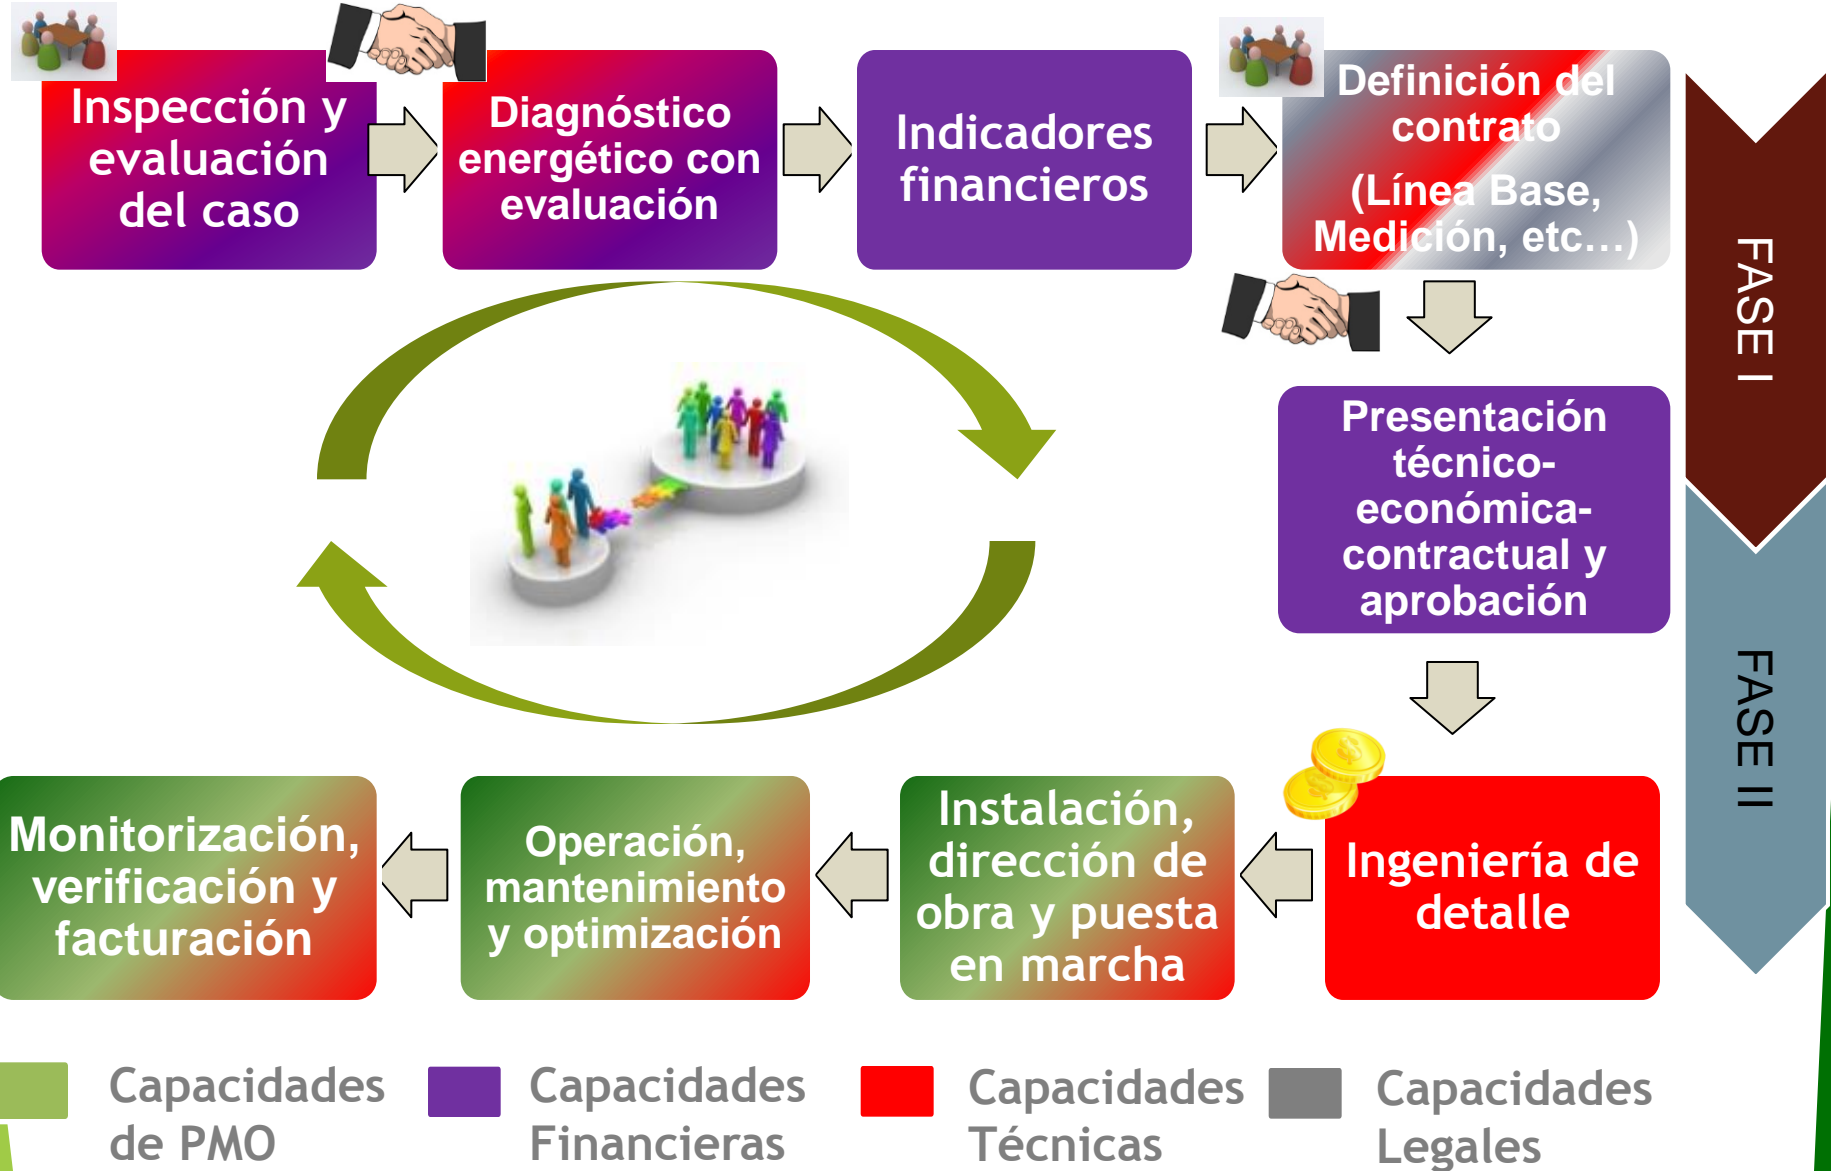 Inspección y
evaluación
del caso
Diagnóstico
energético con
evaluación
Indicadores
financieros
Definición del
contrato
(Línea Base,
Medición, etc...)
FASE I
Presentación
técnico-
económica-
contractual y
aprobación
FASE II
Ingeniería de
detalle
Instalación,
dirección de
obra y puesta
en marcha
Operación,
mantenimiento
y optimización
Monitorización,
verificación y
facturación
Capacidades
de PMO
Capacidades
Financieras
Capacidades
Técnicas
Capacidades
Legales